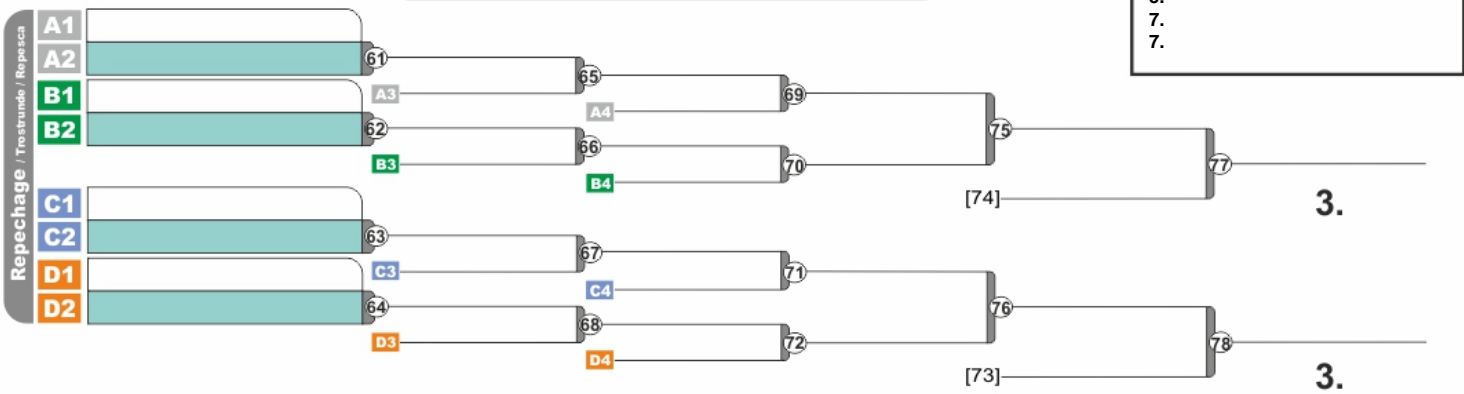 Repechage / Trostrunde / Repesca
7.
7.
A1
A2
61
A3
65
A4
69
B1
B2
62
B3
66
B4
70
75
[74]
77
3.
C1
C2
63
C3
67
C4
71
D1
D2
64
D3
68
D4
72
76
[73]
78
3.